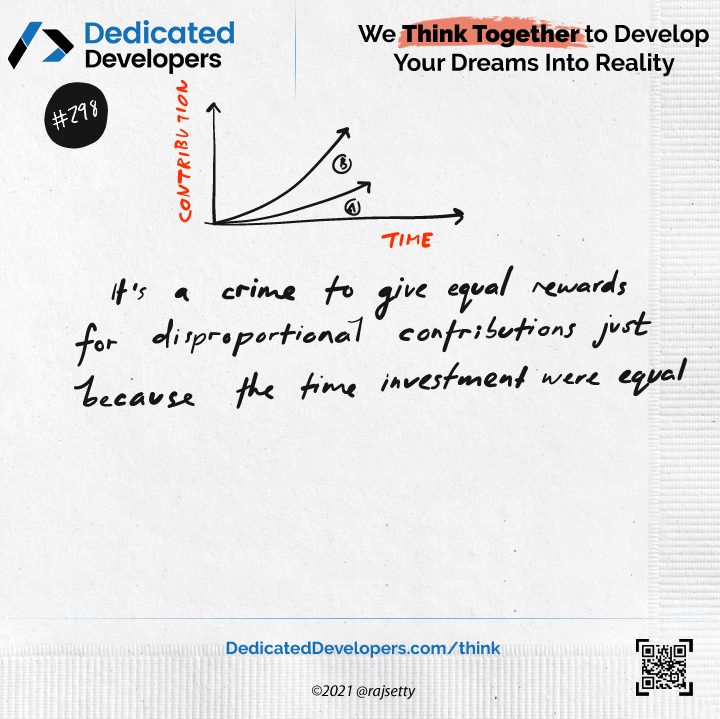 Dedicated
Developers
We Think Together to Develop
Your Dreams Into Reality
#298
CONTRIBUTION
B
A
TIME
It's a crime to give equal rewards
for disproportional contributions just
because the time investment were equal
DedicatedDevelopers.com/think
©2021 @rajsetty